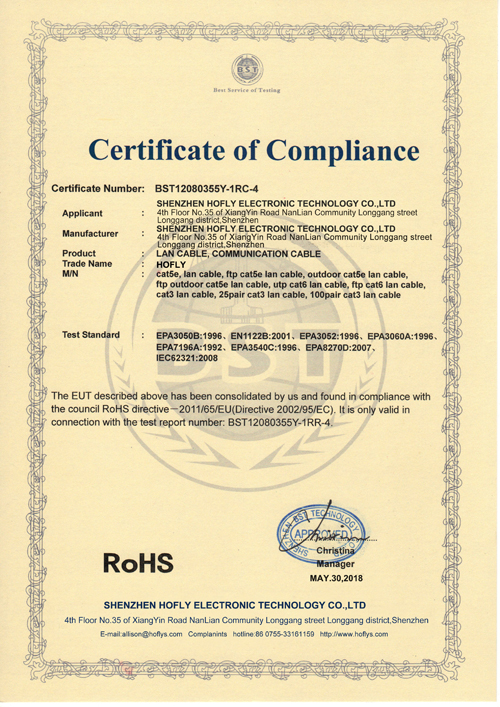 BST
Best Service of Testing
Certificate of Compliance
Certificate Number: BST12080355Y-1RC-4
Applicant : SHENZHEN HOFLY ELECTRONIC TECHNOLOGY CO.,LTD
4th Floor No.35 of XiangYin Road NanLian Community Longgang street
Longgang district,Shenzhen
Manufacturer : SHENZHEN HOFLY ELECTRONIC TECHNOLOGY CO.,LTD
4th Floor No.35 of XiangYin Road NanLian Community Longgang street
Longgang district,Shenzhen
Product : LAN CABLE, COMMUNICATION CABLE
Trade Name : HOFLY
M/N : cat5e, lan cable, ftp cat5e lan cable, outdoor cat5e lan cable,
ftp outdoor cat5e lan cable, utp cat6 lan cable, ftp cat6 lan cable,
cat3 lan cable, 25pair cat3 lan cable, 100pair cat3 lan cable
Test Standard : EPA3050B:1996、EN1122B:2001、EPA3052:1996、EPA3060A:1996、
EPA7196A:1992、EPA3540C:1996、EPA8270D:2007、
IEC62321:2008
BST
The EUT described above has been consolidated by us and found in compliance with
the council RoHS directive－2011/65/EU(Directive 2002/95/EC). It is only valid in
connection with the test report number: BST12080355Y-1RR-4.
SHENZHEN BST TECHNOLOGY
APPROVED
RoHS
Christina
Manager
MAY.30,2018
SHENZHEN HOFLY ELECTRONIC TECHNOLOGY CO.,LTD
4th Floor No.35 of XiangYin Road NanLian Community Longgang street Longgang district,Shenzhen
E-mail:allison@hoflys.com Complanints hotline:86 0755-33161159 http://www.hoflys.com